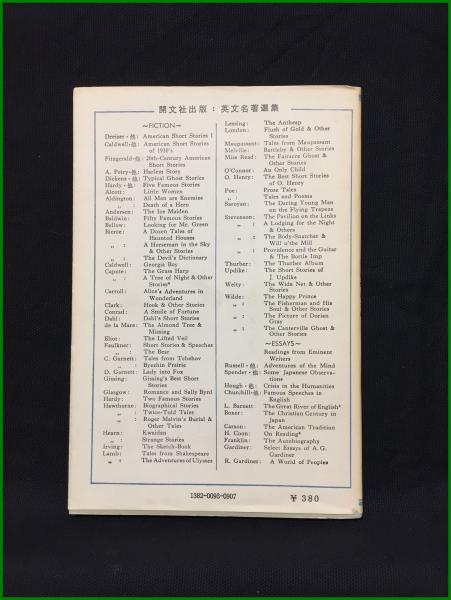 開文社出版：英文名著選集
～FICTION～
Dreiser・他: American Short Stories I
Caldwell・他: American Short Stories
of 1930's
Fitzgerald・他: 20th-Century American
Short Stories
A. Petry・他: Harlem Story
Dickens・他: Typical Ghost Stories
Hardy・他: Five Famous Stories
Alcott: Little Women
Aldington: All Men are Enemies
〃: Death of a Hero
Andersen: The Ice Maiden
Baldwin: Fifty Famous Stories
Bellow: Looking for Mr. Green
Bierce: A Dozen Tales of
Haunted Houses
〃: A Horseman in the Sky
& Other Stories
〃: The Devil's Dictionary
Caldwell: Georgia Boy
Capote: The Grass Harp
〃: A Tree of Night & Other
Stories*
Carroll: Alice's Adventures in
Wonderland
Clark: Hook & Other Stories
Conrad: A Smile of Fortune
Dahl: Dahl's Short Stories
de la Mare: The Almond Tree &
Missing
Eliot: The Lifted Veil
Faulkner: Short Stories & Speeches
〃: The Bear
C. Garnett: Tales from Tchehov
〃: Byezhin Prairie
D. Garnett: Lady into Fox
Gissing: Gissing's Best Short
Stories
Glasgow: Romance and Sally Byrd
Hardy: Two Famous Stories
Hawthorne: Biographical Stories
〃: Twice-Told Tales
〃: Roger Malvin's Burial &
Other Tales
Hearn: Kwaidan
〃: Strange Stories
Irving: The Sketch-Book
Lamb: Tales from Shakespeare
〃: The Adventures of Ulysses
Lessing: The Antheap
London: Flush of Gold & Other
Stories
Maupassant: Tales from Maupassant
Melville: Bartleby & Other Stories
Miss Read: The Fairacre Ghost &
Other Stories
O'Connor: An Only Child
O. Henry: The Best Short Stories
of O. Henry
Poe: Prose Tales
〃: Tales and Poems
Saroyan: The Daring Young Man
on the Flying Trapeze
Stevenson: The Pavilion on the Links
〃: A Lodging for the Night
& Others
〃: The Body-Snatcher &
Will o'the Mill
〃: Providence and the Guitar
& The Bottle Imp
Thurber: The Thurber Album
Updike: The Short Stories of
J. Updike
Welty: The Wide Net & Other
Stories
Wilde: The Happy Prince
〃: The Fisherman and His
Soul & Other Stories
〃: The Picture of Dorian
Gray
〃: The Canterville Ghost &
Other Stories
～ESSAYS～
Readings from Eminent
Writers
Russell・他: Adventures of the Mind
Spender・他: Some Japanese Observa-
tions
Hough・他: Crisis in the Humanities
Churchill・他: Famous Speeches in
English
L. Barnett: The Great River of English*
Boxer: The Christian Century in
Japan
Carson: The American Tradition
H. Coon: On Reading*
Franklin: The Autobiography
Gardiner: Select Essays of A. G.
Gardiner
R. Gardiner: A World of Peoples
1382-0093-0907
￥380